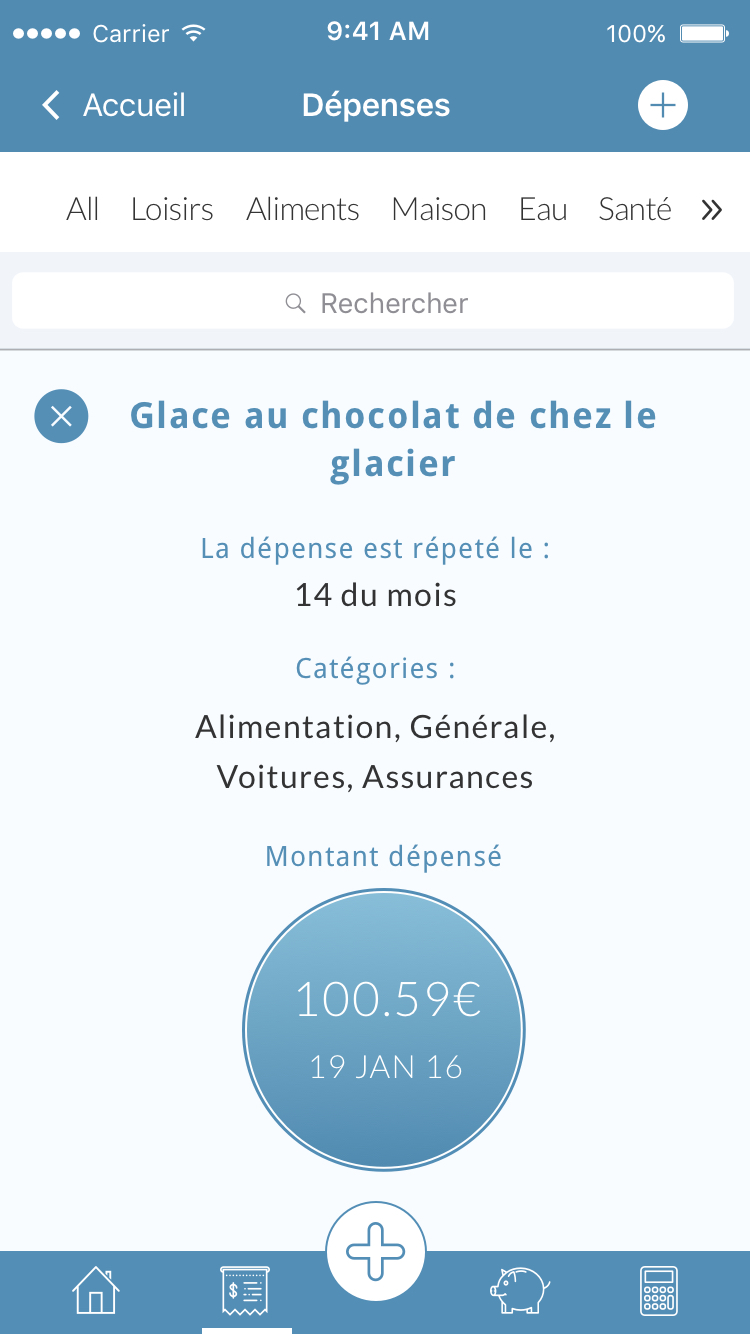 Carrier 9:41 AM 100%
Accueil Dépenses
All Loisirs Aliments Maison Eau Santé »
Rechercher
Glace au chocolat de chez le
glacier
La dépense est répeté le :
14 du mois
Catégories :
Alimentation, Générale,
Voitures, Assurances
Montant dépensé
100.59€
19 JAN 16
$